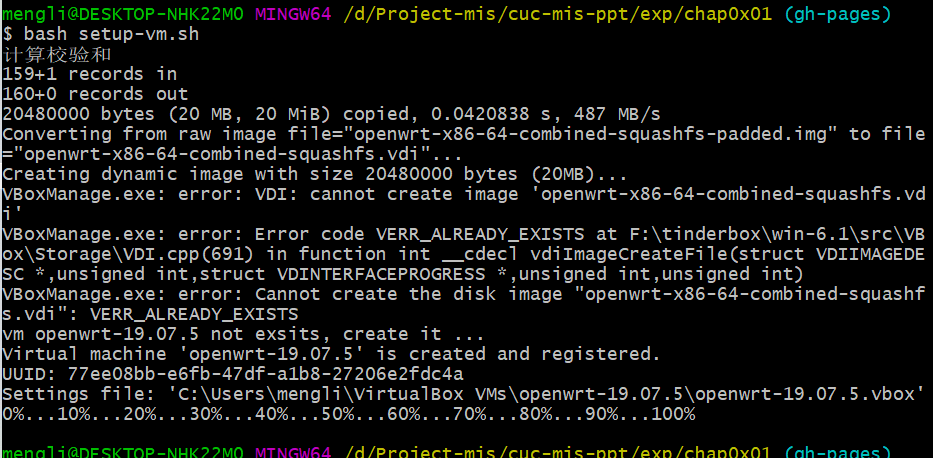 mengli@DESKTOP-NHK22MO MINGW64 /d/Project-mis/cuc-mis-ppt/exp/chap0x01 (gh-pages)
$ bash setup-vm.sh
计算校验和
159+1 records in
160+0 records out
20480000 bytes (20 MB, 20 MiB) copied, 0.0420838 s, 487 MB/s
Converting from raw image file="openwrt-x86-64-combined-squashfs-padded.img" to file
="openwrt-x86-64-combined-squashfs.vdi"...
Creating dynamic image with size 20480000 bytes (20MB)...
VBoxManage.exe: error: VDI: cannot create image 'openwrt-x86-64-combined-squashfs.vd
i'
VBoxManage.exe: error: Error code VERR_ALREADY_EXISTS at F:\tinderbox\win-6.1\src\VB
ox\Storage\VDI.cpp(691) in function int __cdecl vdiImageCreateFile(struct VDIIMAGEDE
SC *,unsigned int,struct VDINTERFACEPROGRESS *,unsigned int,unsigned int)
VBoxManage.exe: error: Cannot create the disk image "openwrt-x86-64-combined-squashf
s.vdi": VERR_ALREADY_EXISTS
vm openwrt-19.07.5 not exsits, create it ...
Virtual machine 'openwrt-19.07.5' is created and registered.
UUID: 77ee08bb-e6fb-47df-a1b8-27206e2fdc4a
Settings file: 'C:\Users\mengli\VirtualBox VMs\openwrt-19.07.5\openwrt-19.07.5.vbox'
0%...10%...20%...30%...40%...50%...60%...70%...80%...90%...100%
mengli@DESKTOP-NHK22MO MINGW64 /d/Project-mis/cuc-mis-ppt/exp/chap0x01 (gh-pages)